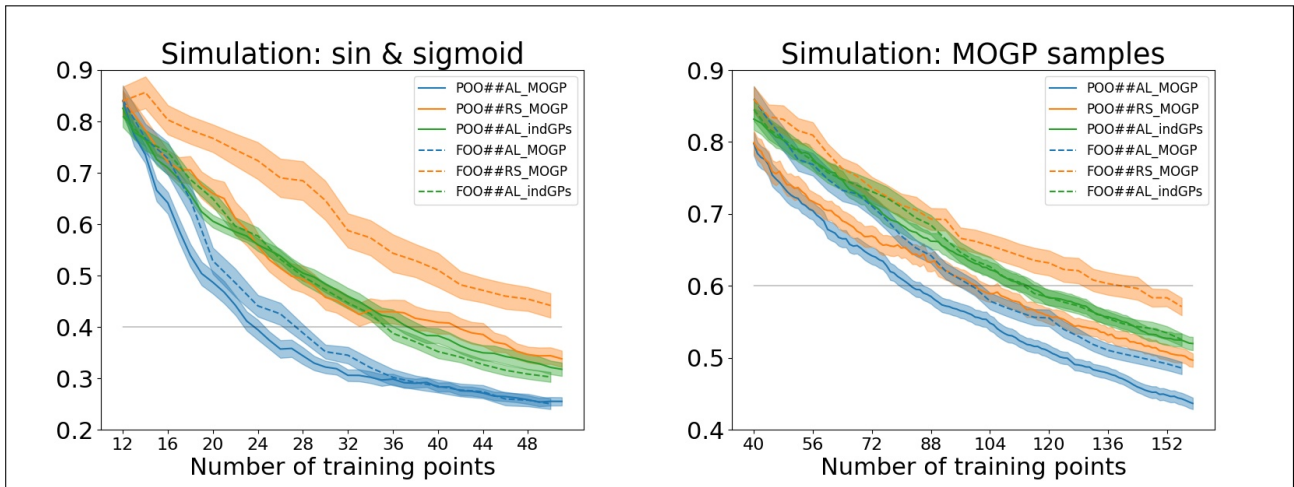 Simulation: sin & sigmoid
0.9
0.8
0.7
0.6
0.5
0.4
0.3
0.2
POO##AL_MOGP
POO##RS_MOGP
POO##AL_indGPs
FOO##AL_MOGP
FOO##RS_MOGP
FOO##AL_indGPs
12 16 20 24 28 32 36 40 44 48
Number of training points
Simulation: MOGP samples
0.9
0.8
0.7
0.6
0.5
0.4
POO##AL_MOGP
POO##RS_MOGP
POO##AL_indGPs
FOO##AL_MOGP
FOO##RS_MOGP
FOO##AL_indGPs
40 56 72 88 104 120 136 152
Number of training points